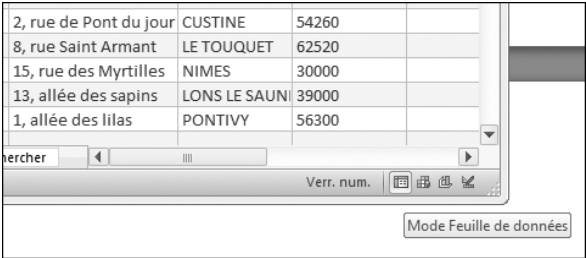 2, rue de Pont du jour CUSTINE 54260
8, rue Saint Armant LE TOUQUET 62520
15, rue des Myrtilles NIMES 30000
13, allée des sapins LONS LE SAUNI 39000
1, allée des lilas PONTIVY 56300
hercher
Verr. num.
Mode Feuille de données